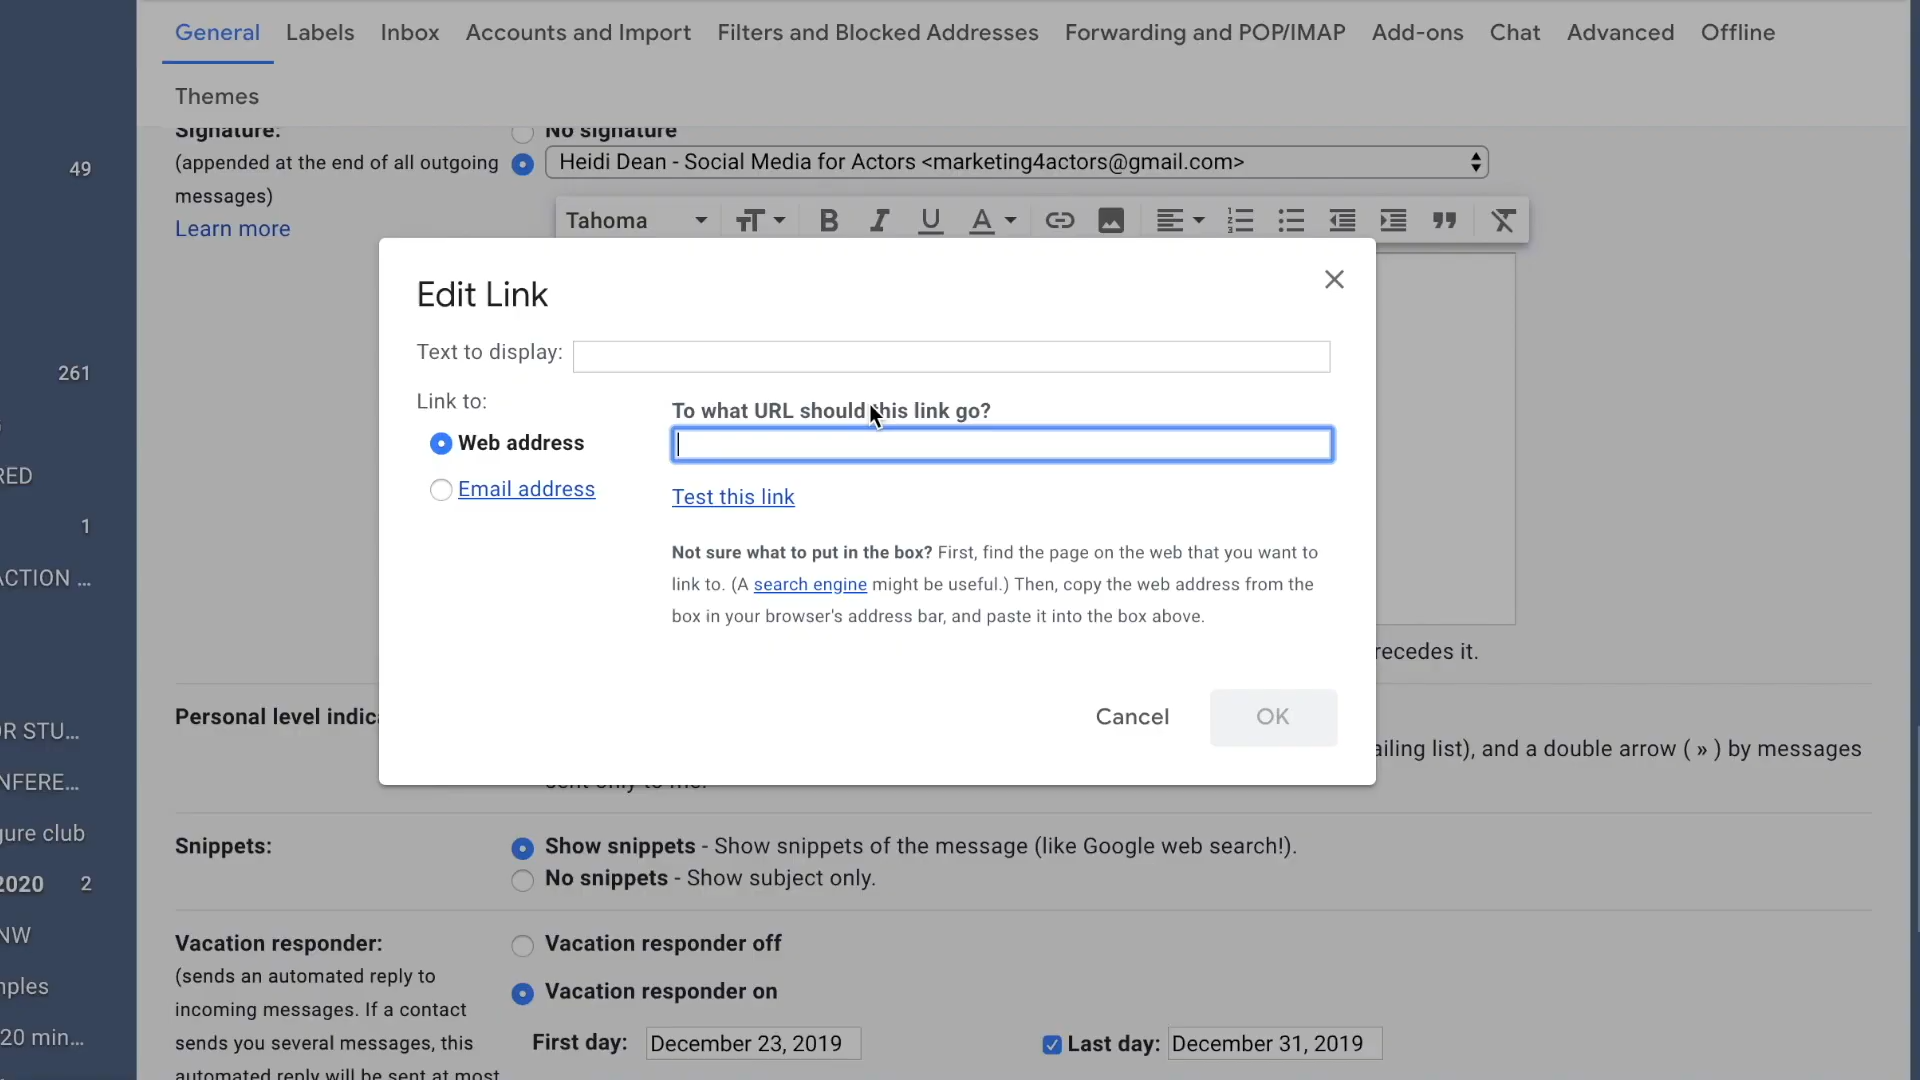 General Labels Inbox Accounts and Import Filters and Blocked Addresses Forwarding and POP/IMAP Add-ons Chat Advanced Offline
Themes
Signature:
No signature
(appended at the end of all outgoing
messages)
Learn more
Heidi Dean - Social Media for Actors <marketing4actors@gmail.com>
Tahoma
49
261
RED
1
ACTION ...
OR STU...
NFERE...
gure club
2020 2
NW
nples
20 min...
Edit Link
Text to display:
Link to:
Web address
Email address
To what URL should this link go?
Test this link
Not sure what to put in the box? First, find the page on the web that you want to
link to. (A search engine might be useful.) Then, copy the web address from the
box in your browser's address bar, and paste it into the box above.
Cancel OK
recedes it.
Personal level indica
ailing list), and a double arrow ( » ) by messages
sent only to me.
Snippets:
Show snippets - Show snippets of the message (like Google web search!).
No snippets - Show subject only.
Vacation responder:
(sends an automated reply to
incoming messages. If a contact
sends you several messages, this
automated reply will be sent at most
Vacation responder off
Vacation responder on
First day: December 23, 2019 Last day: December 31, 2019